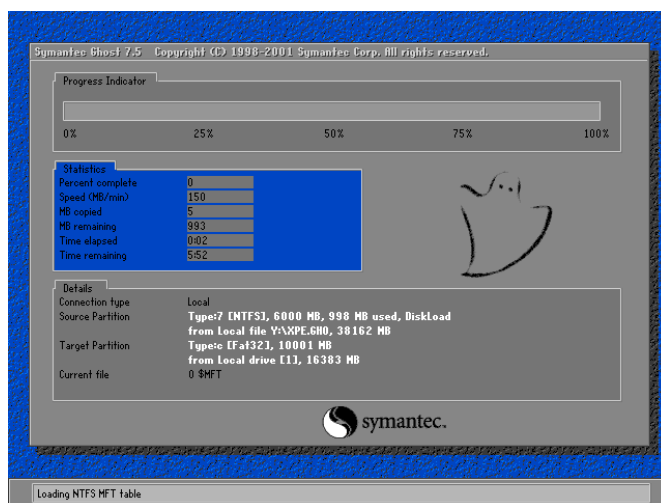 Symantec Ghost 7.5 Copyright (C) 1998-2001 Symantec Corp. All rights reserved.
Progress Indicator
0% 25% 50% 75% 100%
Statistics
Percent complete 0
Speed (MB/min) 150
MB copied 5
MB remaining 993
Time elapsed 0:02
Time remaining 5:52
Details
Connection type Local
Source Partition Type:7 [NTFS], 6000 MB, 998 MB used, DiskLoad
from Local file Y:\XPE.GHO, 38162 MB
Target Partition Type:c [Fat32], 10001 MB
from Local drive [1], 16383 MB
Current file 0 $MFT
symantec.
Loading NTFS MFT table